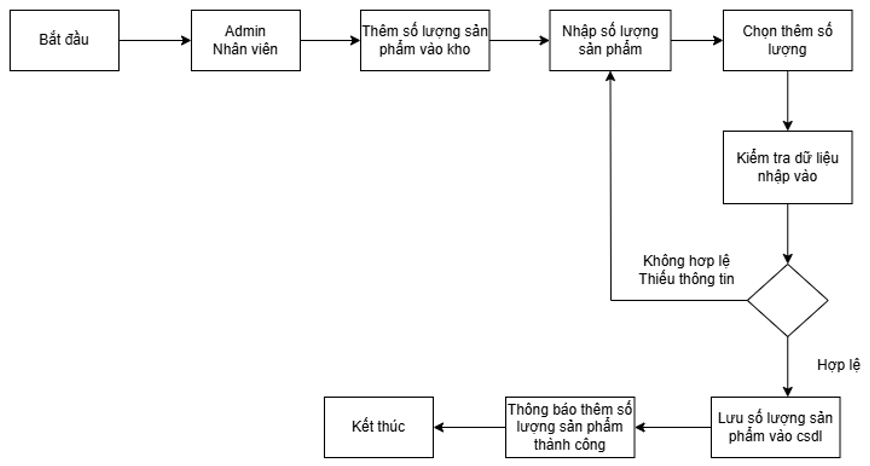 Bắt đầu
Admin
Nhân viên
Thêm số lượng sản
phẩm vào kho
Nhập số lượng
sản phẩm
Chọn thêm số
lượng
Kiểm tra dữ liệu
nhập vào
Không hợp lệ
Thiếu thông tin
Hợp lệ
Lưu số lượng sản
phẩm vào csdl
Thông báo thêm số
lượng sản phẩm
thành công
Kết thúc